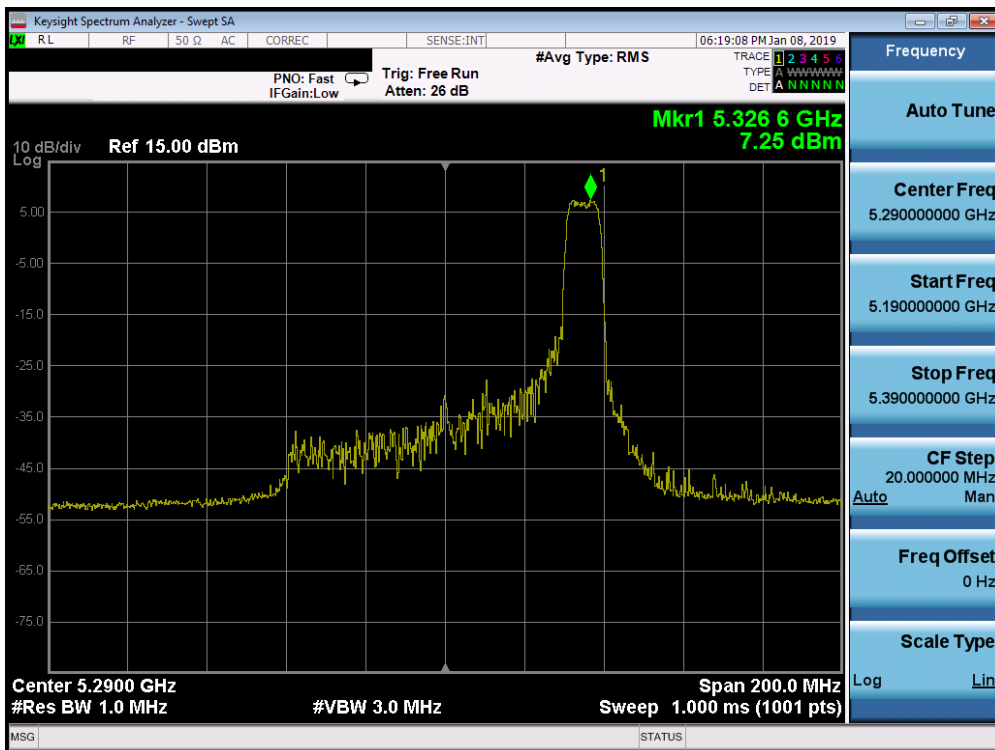 Keysight Spectrum Analyzer - Swept SA
LXI RL RF 50 Ω AC CORREC SENSE:INT 06:19:08 PM Jan 08, 2019
#Avg Type: RMS
TRACE 1 2 3 4 5 6
TYPE A WWWWW
DET A N N N N N
PNO: Fast
IFGain:Low
Trig: Free Run
Atten: 26 dB
Mkr1 5.326 6 GHz
7.25 dBm
10 dB/div Ref 15.00 dBm
Log
1
5.00
-5.00
-15.0
-25.0
-35.0
-45.0
-55.0
-65.0
-75.0
Center 5.2900 GHz Span 200.0 MHz
#Res BW 1.0 MHz #VBW 3.0 MHz Sweep 1.000 ms (1001 pts)
MSG STATUS
Frequency
Auto Tune
Center Freq
5.290000000 GHz
Start Freq
5.190000000 GHz
Stop Freq
5.390000000 GHz
CF Step
20.000000 MHz
Auto Man
Freq Offset
0 Hz
Scale Type
Log Lin